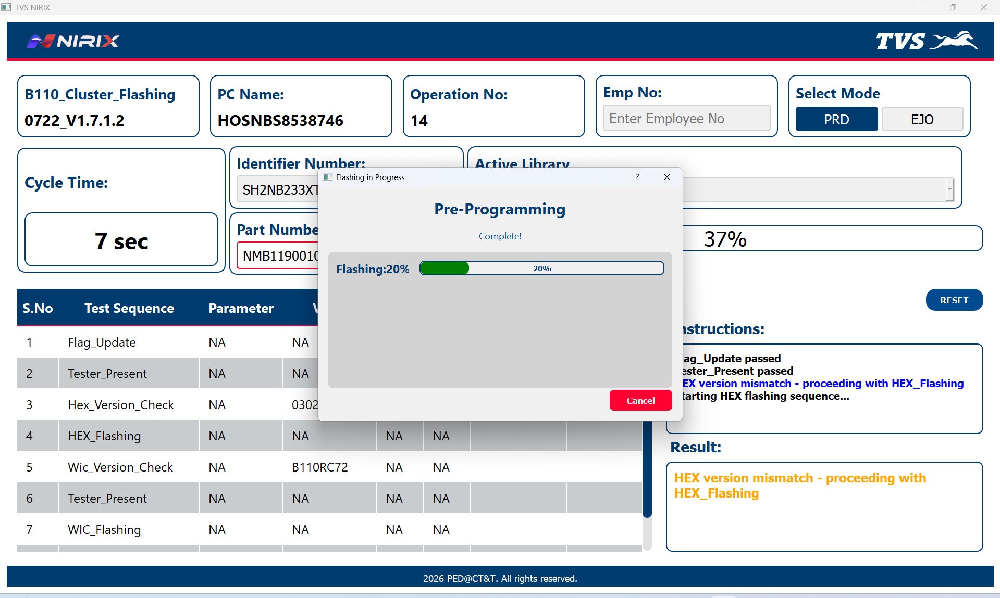 TVS NIRIX
NIRIX
TVS
B110_Cluster_Flashing
0722_V1.7.1.2
PC Name:
HOSNBS8538746
Operation No:
14
Emp No:
Enter Employee No
Select Mode
PRD
EJO
Cycle Time:
7 sec
Identifier Number:
SH2NB233XT
Active Library
Part Numbe
NMB1190010
37%
Flashing in Progress
?
Pre-Programming
Complete!
Flashing:20%
20%
Cancel
S.No Test Sequence Parameter
1 Flag_Update NA NA
2 Tester_Present NA NA
3 Hex_Version_Check NA 0302
4 HEX_Flashing NA NA NA NA
5 Wic_Version_Check NA B110RC72 NA NA
6 Tester_Present NA NA NA NA
7 WIC_Flashing NA NA NA NA
RESET
nstructions:
ag_Update passed
ester_Present passed
EX version mismatch - proceeding with HEX_Flashing
tarting HEX flashing sequence...
Result:
HEX version mismatch - proceeding with
HEX_Flashing
2026 PED@CT&T. All rights reserved.